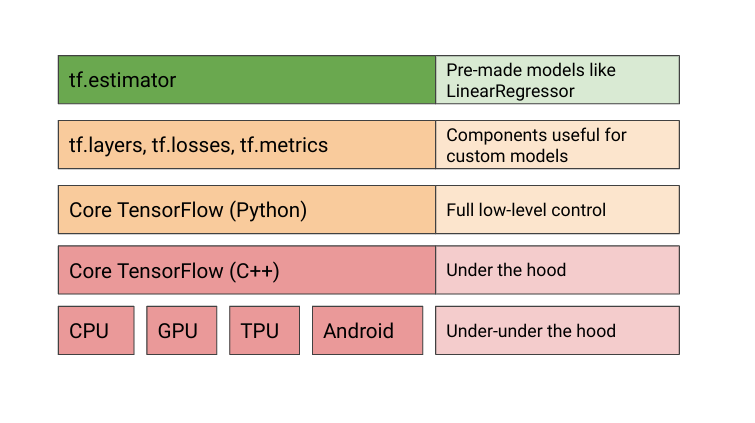 tf.estimator
Pre-made models like
LinearRegressor
tf.layers, tf.losses, tf.metrics
Components useful for
custom models
Core TensorFlow (Python)
Full low-level control
Core TensorFlow (C++)
Under the hood
CPU GPU TPU Android
Under-under the hood